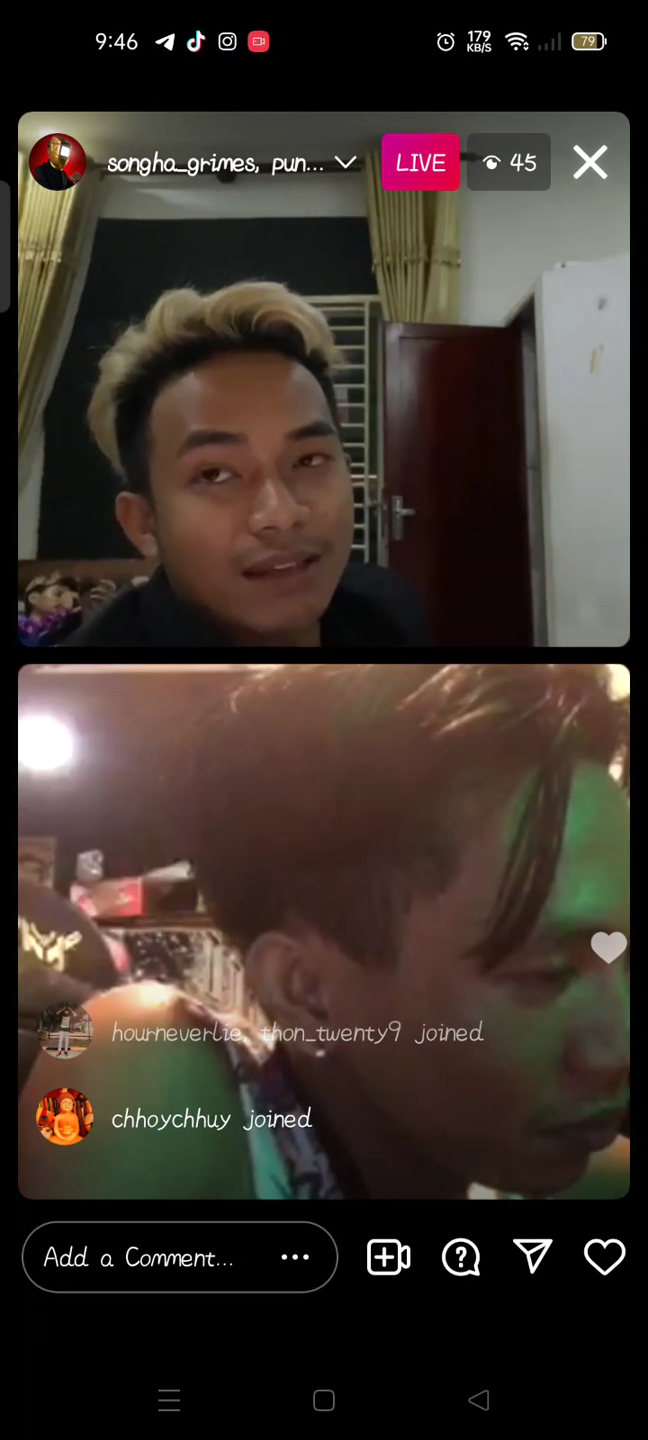 9:46
179
KB/S
79
songha_grimes, pun...
LIVE
45
hourneverlie, thon_twenty9 joined
chhoychhuy joined
Add a Comment...